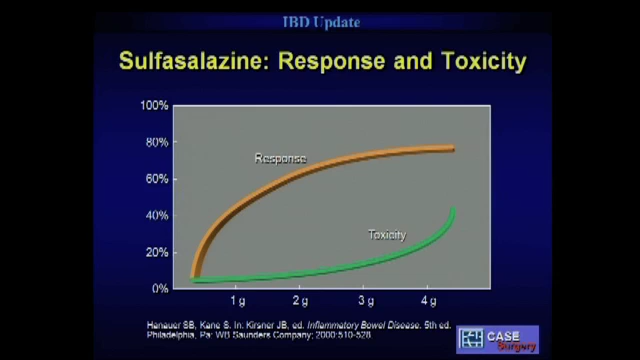 IBD Update
Sulfasalazine: Response and Toxicity
100%
80%
60%
40%
20%
0%
Response
Toxicity
1 g
2 g
3 g
4 g
Hanauer SB, Kane S. In: Kirsner JB, ed. Inflammatory Bowel Disease. 5th ed.
Philadelphia, Pa: WB Saunders Company; 2000:510-528.
CASE
Surgery